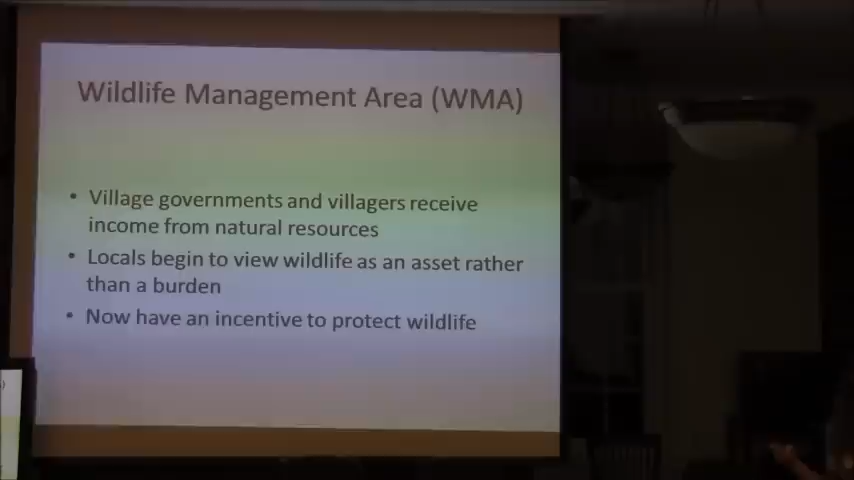 Wildlife Management Area (WMA)
• Village governments and villagers receive
income from natural resources
• Locals begin to view wildlife as an asset rather
than a burden
• Now have an incentive to protect wildlife